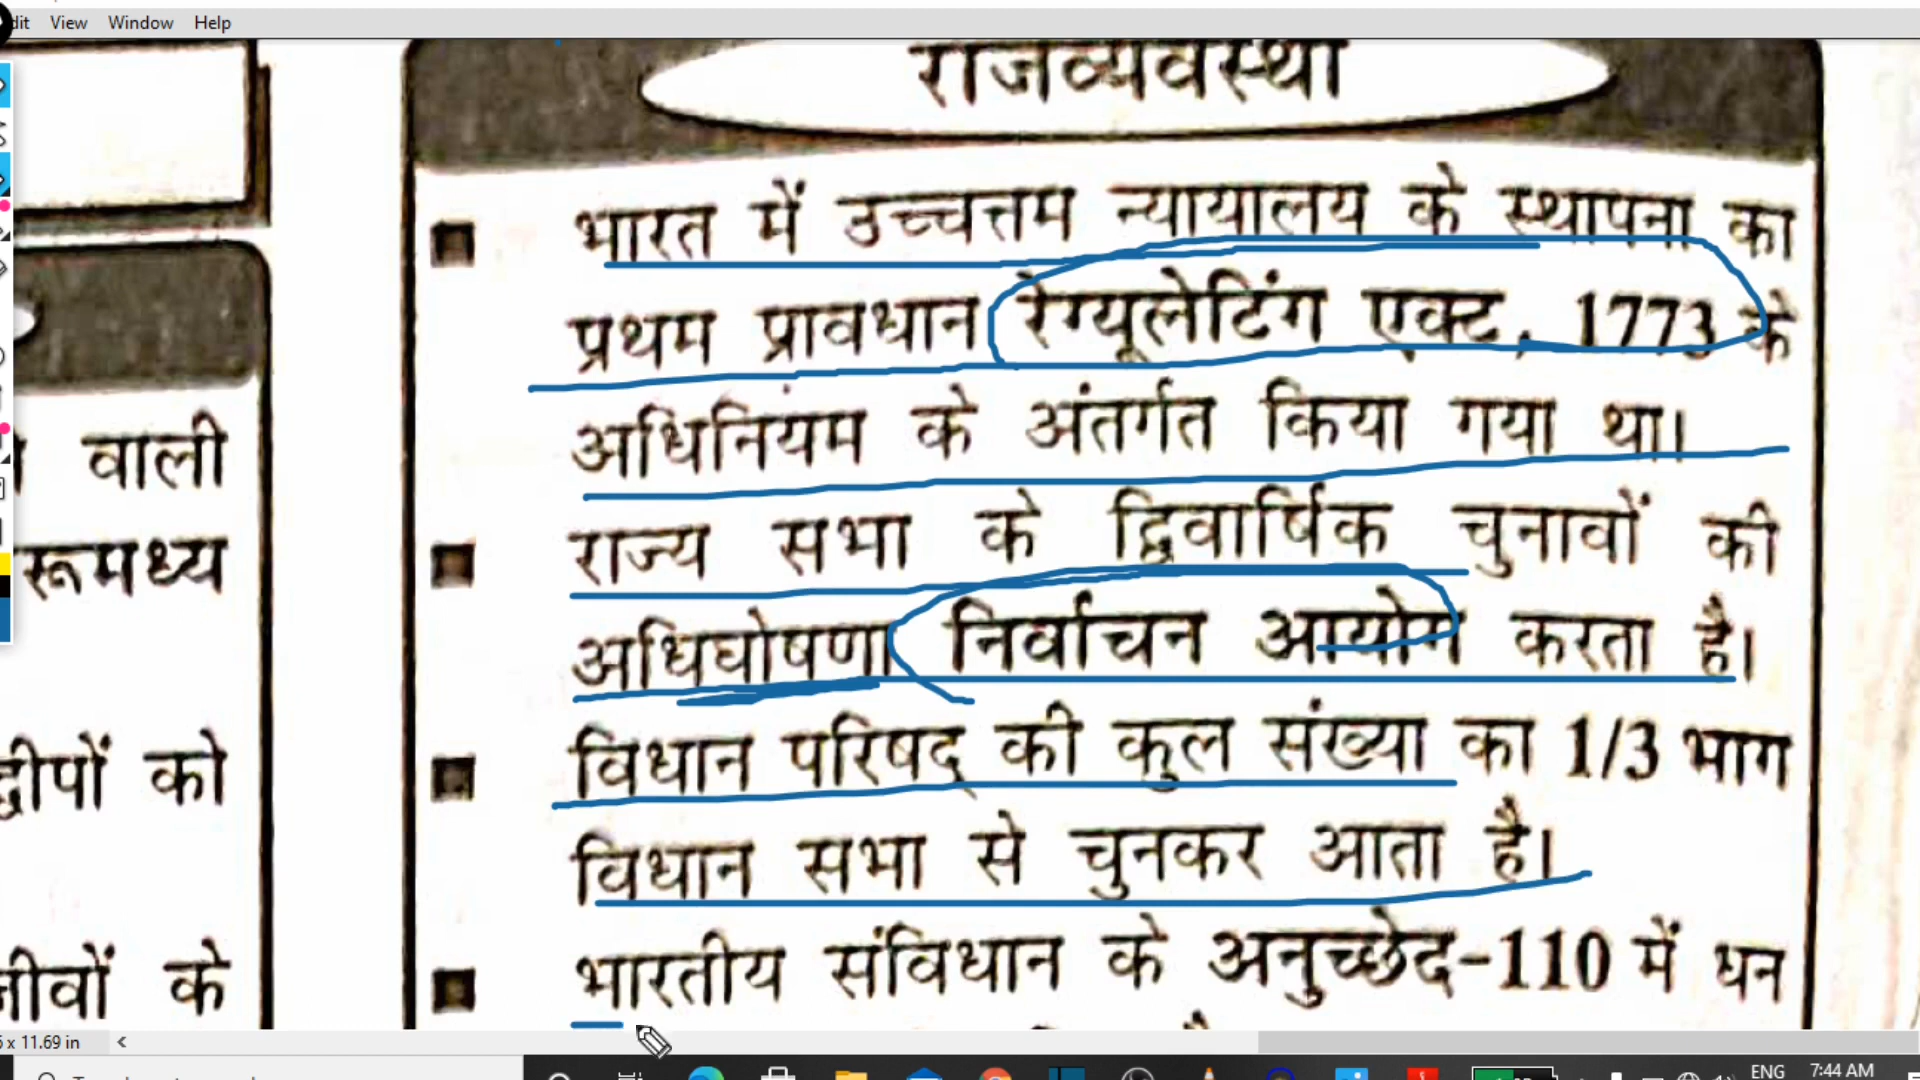 View Window Help
राजव्यवस्था
भारत में उच्चत्तम न्यायालय के स्थापना का
प्रथम प्रावधान रेग्यूलेटिंग एक्ट, 1773 के
अधिनियम के अंतर्गत किया गया था।
राज्य सभा के द्विवार्षिक चुनावों की
अधिघोषणा निर्वाचन आयोग करता है।
विधान परिषद् की कुल संख्या का 1/3 भाग
विधान सभा से चुनकर आता है।
भारतीय संविधान के अनुच्छेद-110 में धन
वाली
रूमध्य
द्वीपों को
के
x 11.69 in
ENG 7:44 AM